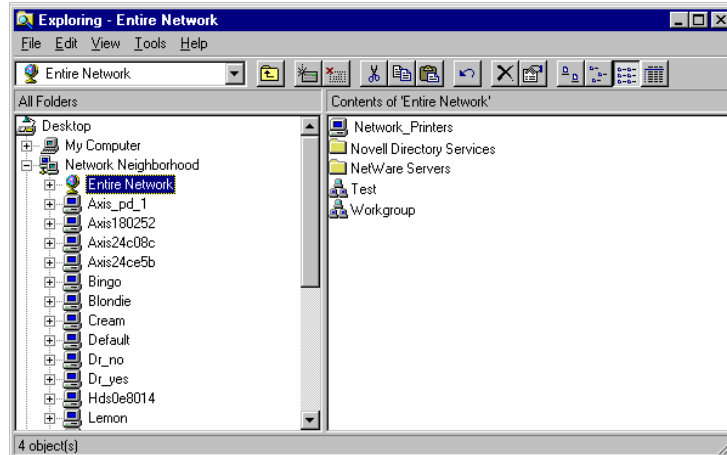 Exploring - Entire Network
File Edit View Tools Help
Entire Network
All Folders
Contents of 'Entire Network'
Desktop
My Computer
Network Neighborhood
Entire Network
Axis_pd_1
Axis180252
Axis24c08c
Axis24ce5b
Bingo
Blondie
Cream
Default
Dr_no
Dr_yes
Hds0e8014
Lemon
Network_Printers
Novell Directory Services
NetWare Servers
Test
Workgroup
4 object(s)